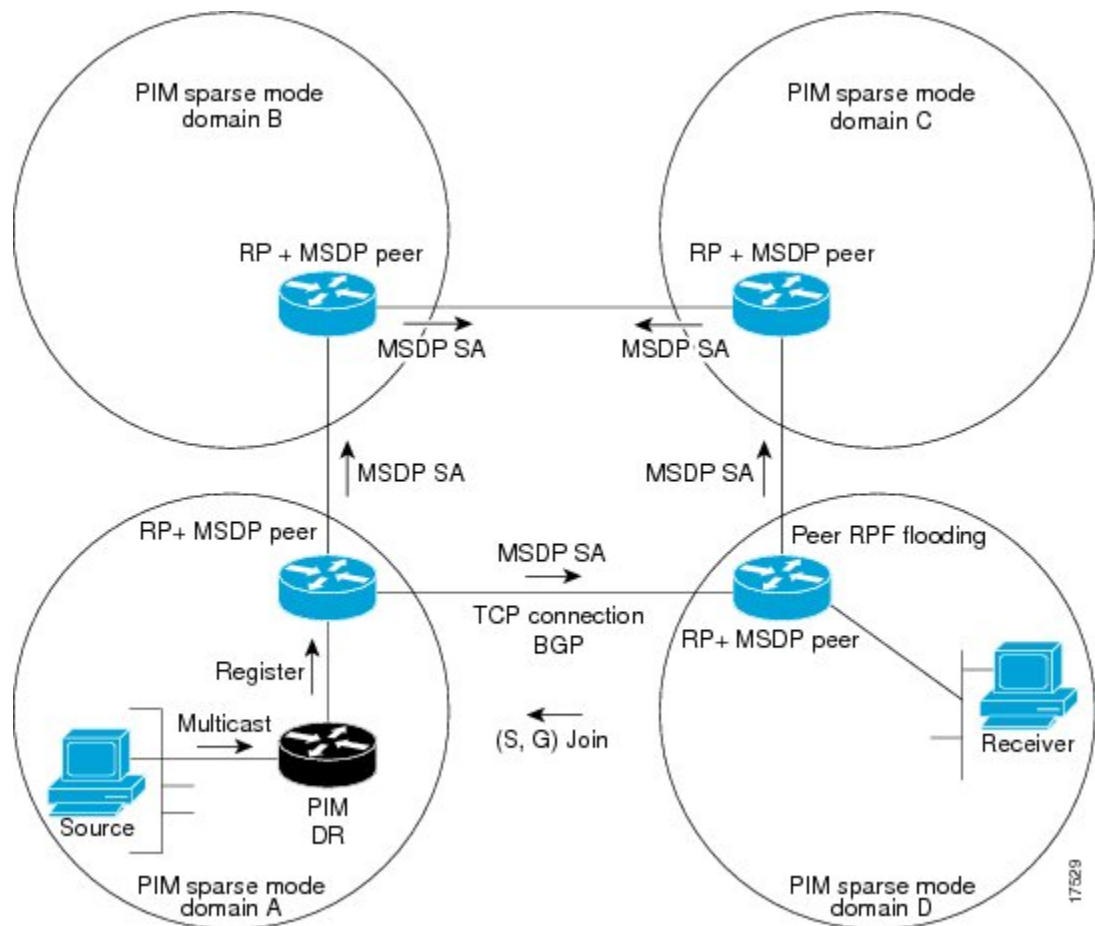 PIM sparse mode
domain B
PIM sparse mode
domain C
RP + MSDP peer
RP + MSDP peer
MSDP SA
MSDP SA
MSDP SA
MSDP SA
RP+ MSDP peer
MSDP SA
Peer RPF flooding
TCP connection
BGP
RP+ MSDP peer
Register
Multicast
(S, G) Join
Receiver
Source
PIM
DR
PIM sparse mode
domain A
PIM sparse mode
domain D
17529